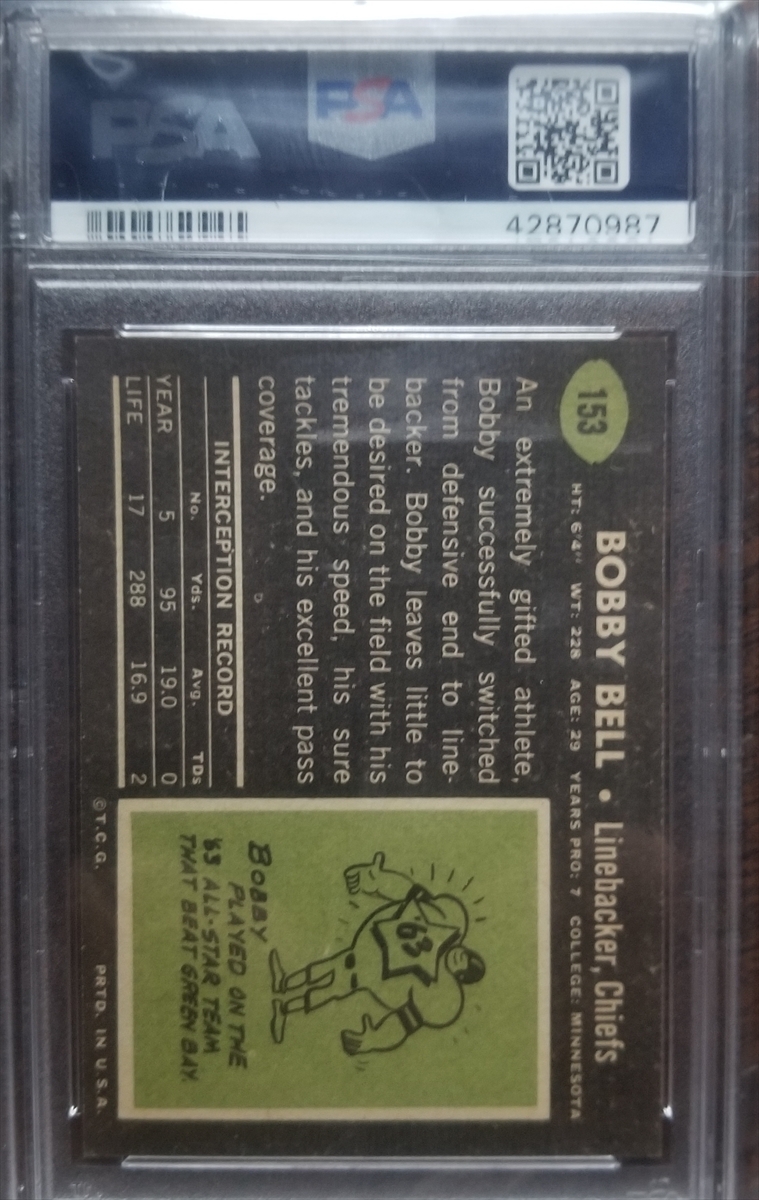 PSA
PSA
42870987
153
BOBBY BELL • Linebacker, Chiefs
HT: 6'4" WT: 228 AGE: 29 YEARS PRO: 7 COLLEGE: MINNESOTA
An extremely gifted athlete,
Bobby successfully switched
from defensive end to line-
backer. Bobby leaves little to
be desired on the field with his
tremendous speed, his sure
tackles, and his excellent pass
coverage.
INTERCEPTION RECORD
No. Yds. Avg. TDs
YEAR 5 95 19.0 0
LIFE 17 288 16.9 2
'63
BOBBY
PLAYED ON THE
'63 ALL-STAR TEAM
THAT BEAT GREEN BAY.
©T.C.G. PRTD. IN U.S.A.